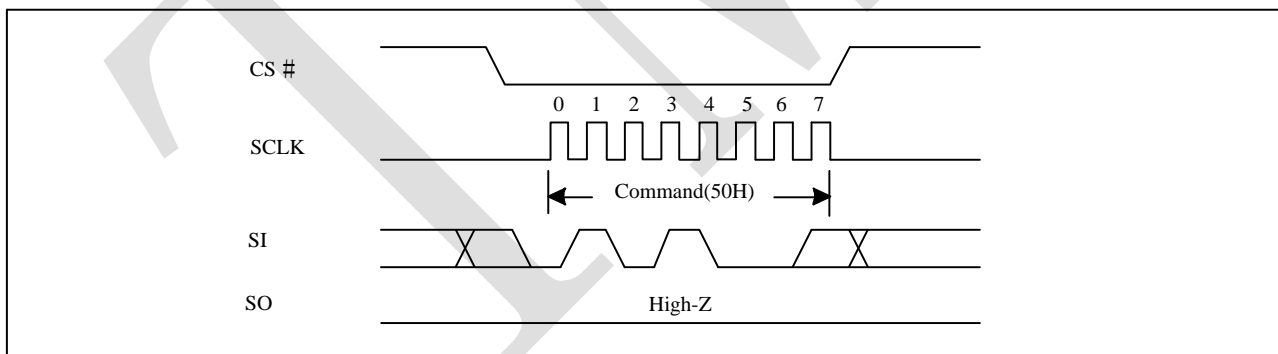 CS #
0 1 2 3 4 5 6 7
SCLK
Command(50H)
SI
SO
High-Z